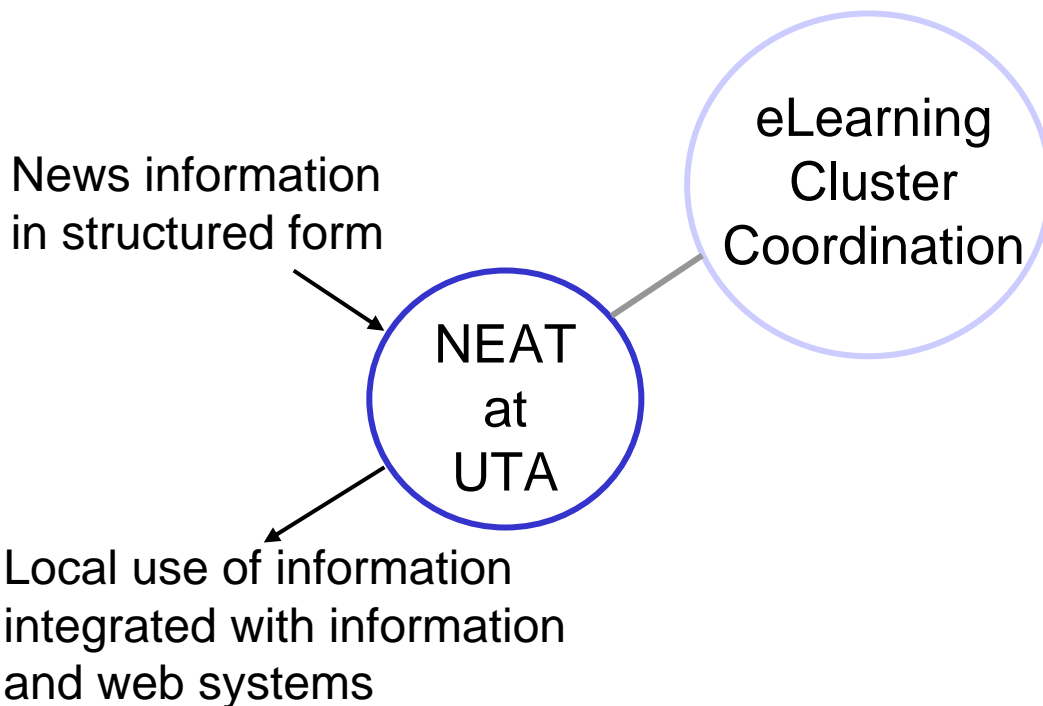 News information
in structured form
eLearning
Cluster
Coordination
NEAT
at
UTA
Local use of information
integrated with information
and web systems